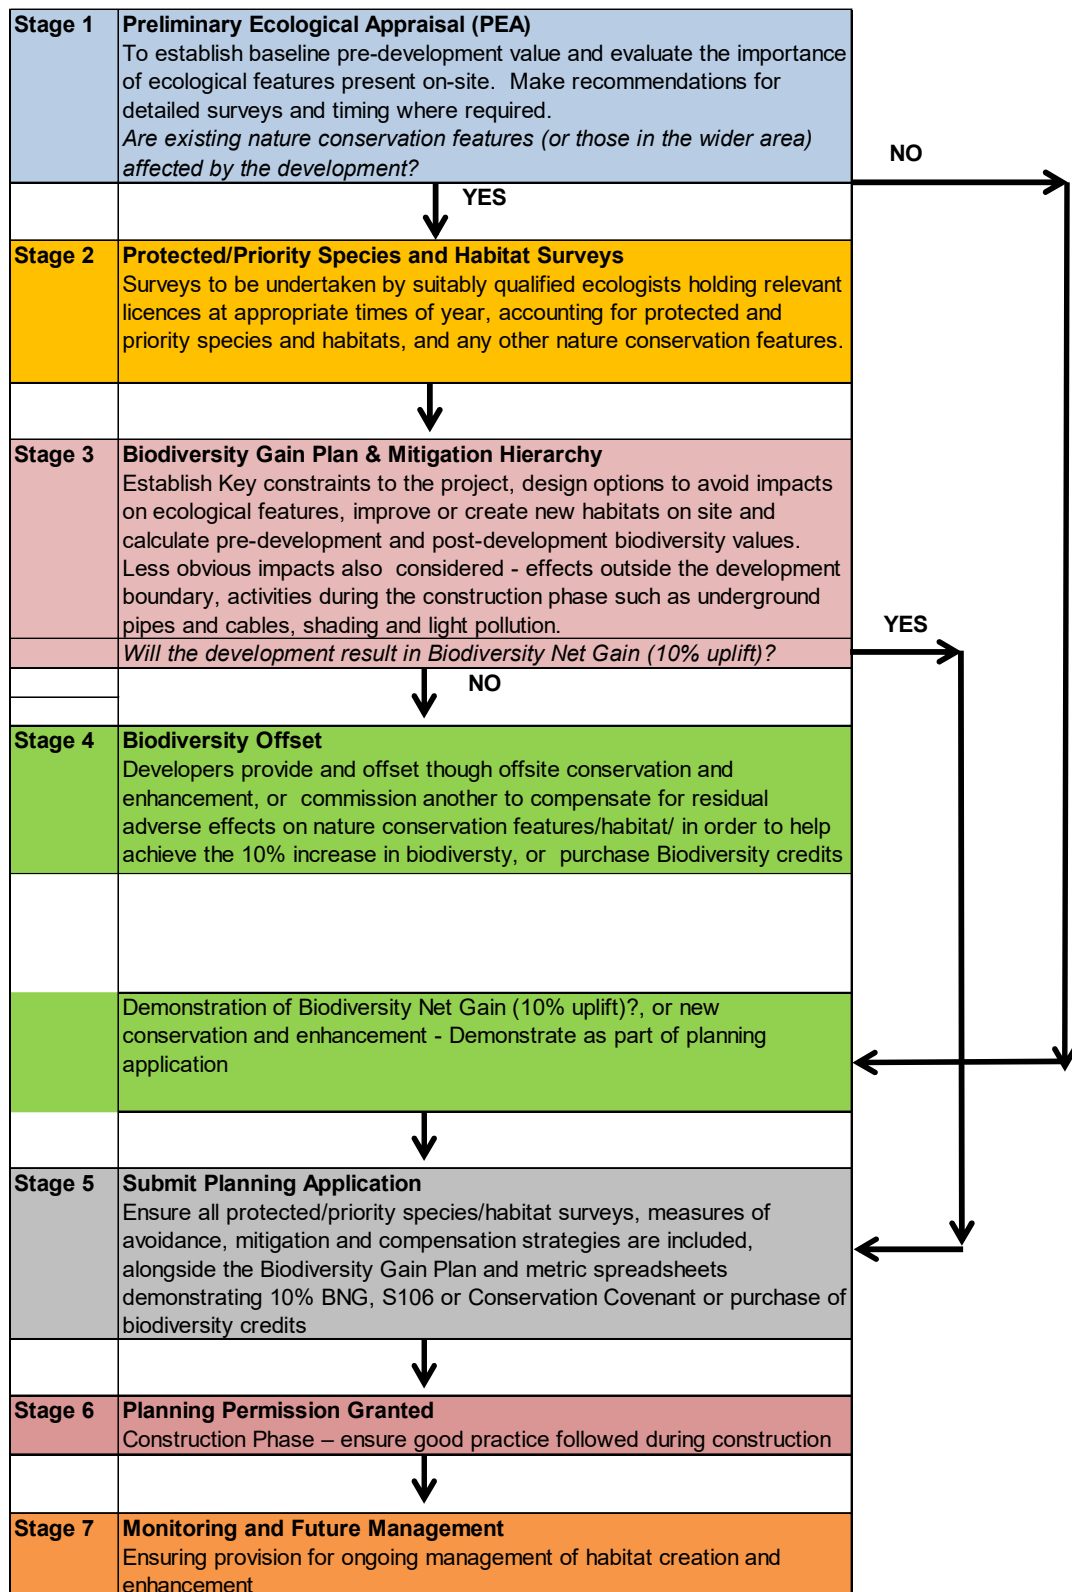 Stage 1 Preliminary Ecological Appraisal (PEA)
To establish baseline pre-development value and evaluate the importance
of ecological features present on-site. Make recommendations for
detailed surveys and timing where required.
Are existing nature conservation features (or those in the wider area)
affected by the development?
NO
YES
Stage 2 Protected/Priority Species and Habitat Surveys
Surveys to be undertaken by suitably qualified ecologists holding relevant
licences at appropriate times of year, accounting for protected and
priority species and habitats, and any other nature conservation features.
Stage 3 Biodiversity Gain Plan & Mitigation Hierarchy
Establish Key constraints to the project, design options to avoid impacts
on ecological features, improve or create new habitats on site and
calculate pre-development and post-development biodiversity values.
Less obvious impacts also considered - effects outside the development
boundary, activities during the construction phase such as underground
pipes and cables, shading and light pollution.
YES
Will the development result in Biodiversity Net Gain (10% uplift)?
NO
Stage 4 Biodiversity Offset
Developers provide and offset though offsite conservation and
enhancement, or commission another to compensate for residual
adverse effects on nature conservation features/habitat/ in order to help
achieve the 10% increase in biodiversty, or purchase Biodiversity credits
Demonstration of Biodiversity Net Gain (10% uplift)?, or new
conservation and enhancement - Demonstrate as part of planning
application
Stage 5 Submit Planning Application
Ensure all protected/priority species/habitat surveys, measures of
avoidance, mitigation and compensation strategies are included,
alongside the Biodiversity Gain Plan and metric spreadsheets
demonstrating 10% BNG, S106 or Conservation Covenant or purchase of
biodiversity credits
Stage 6 Planning Permission Granted
Construction Phase – ensure good practice followed during construction
Stage 7 Monitoring and Future Management
Ensuring provision for ongoing management of habitat creation and
enhancement